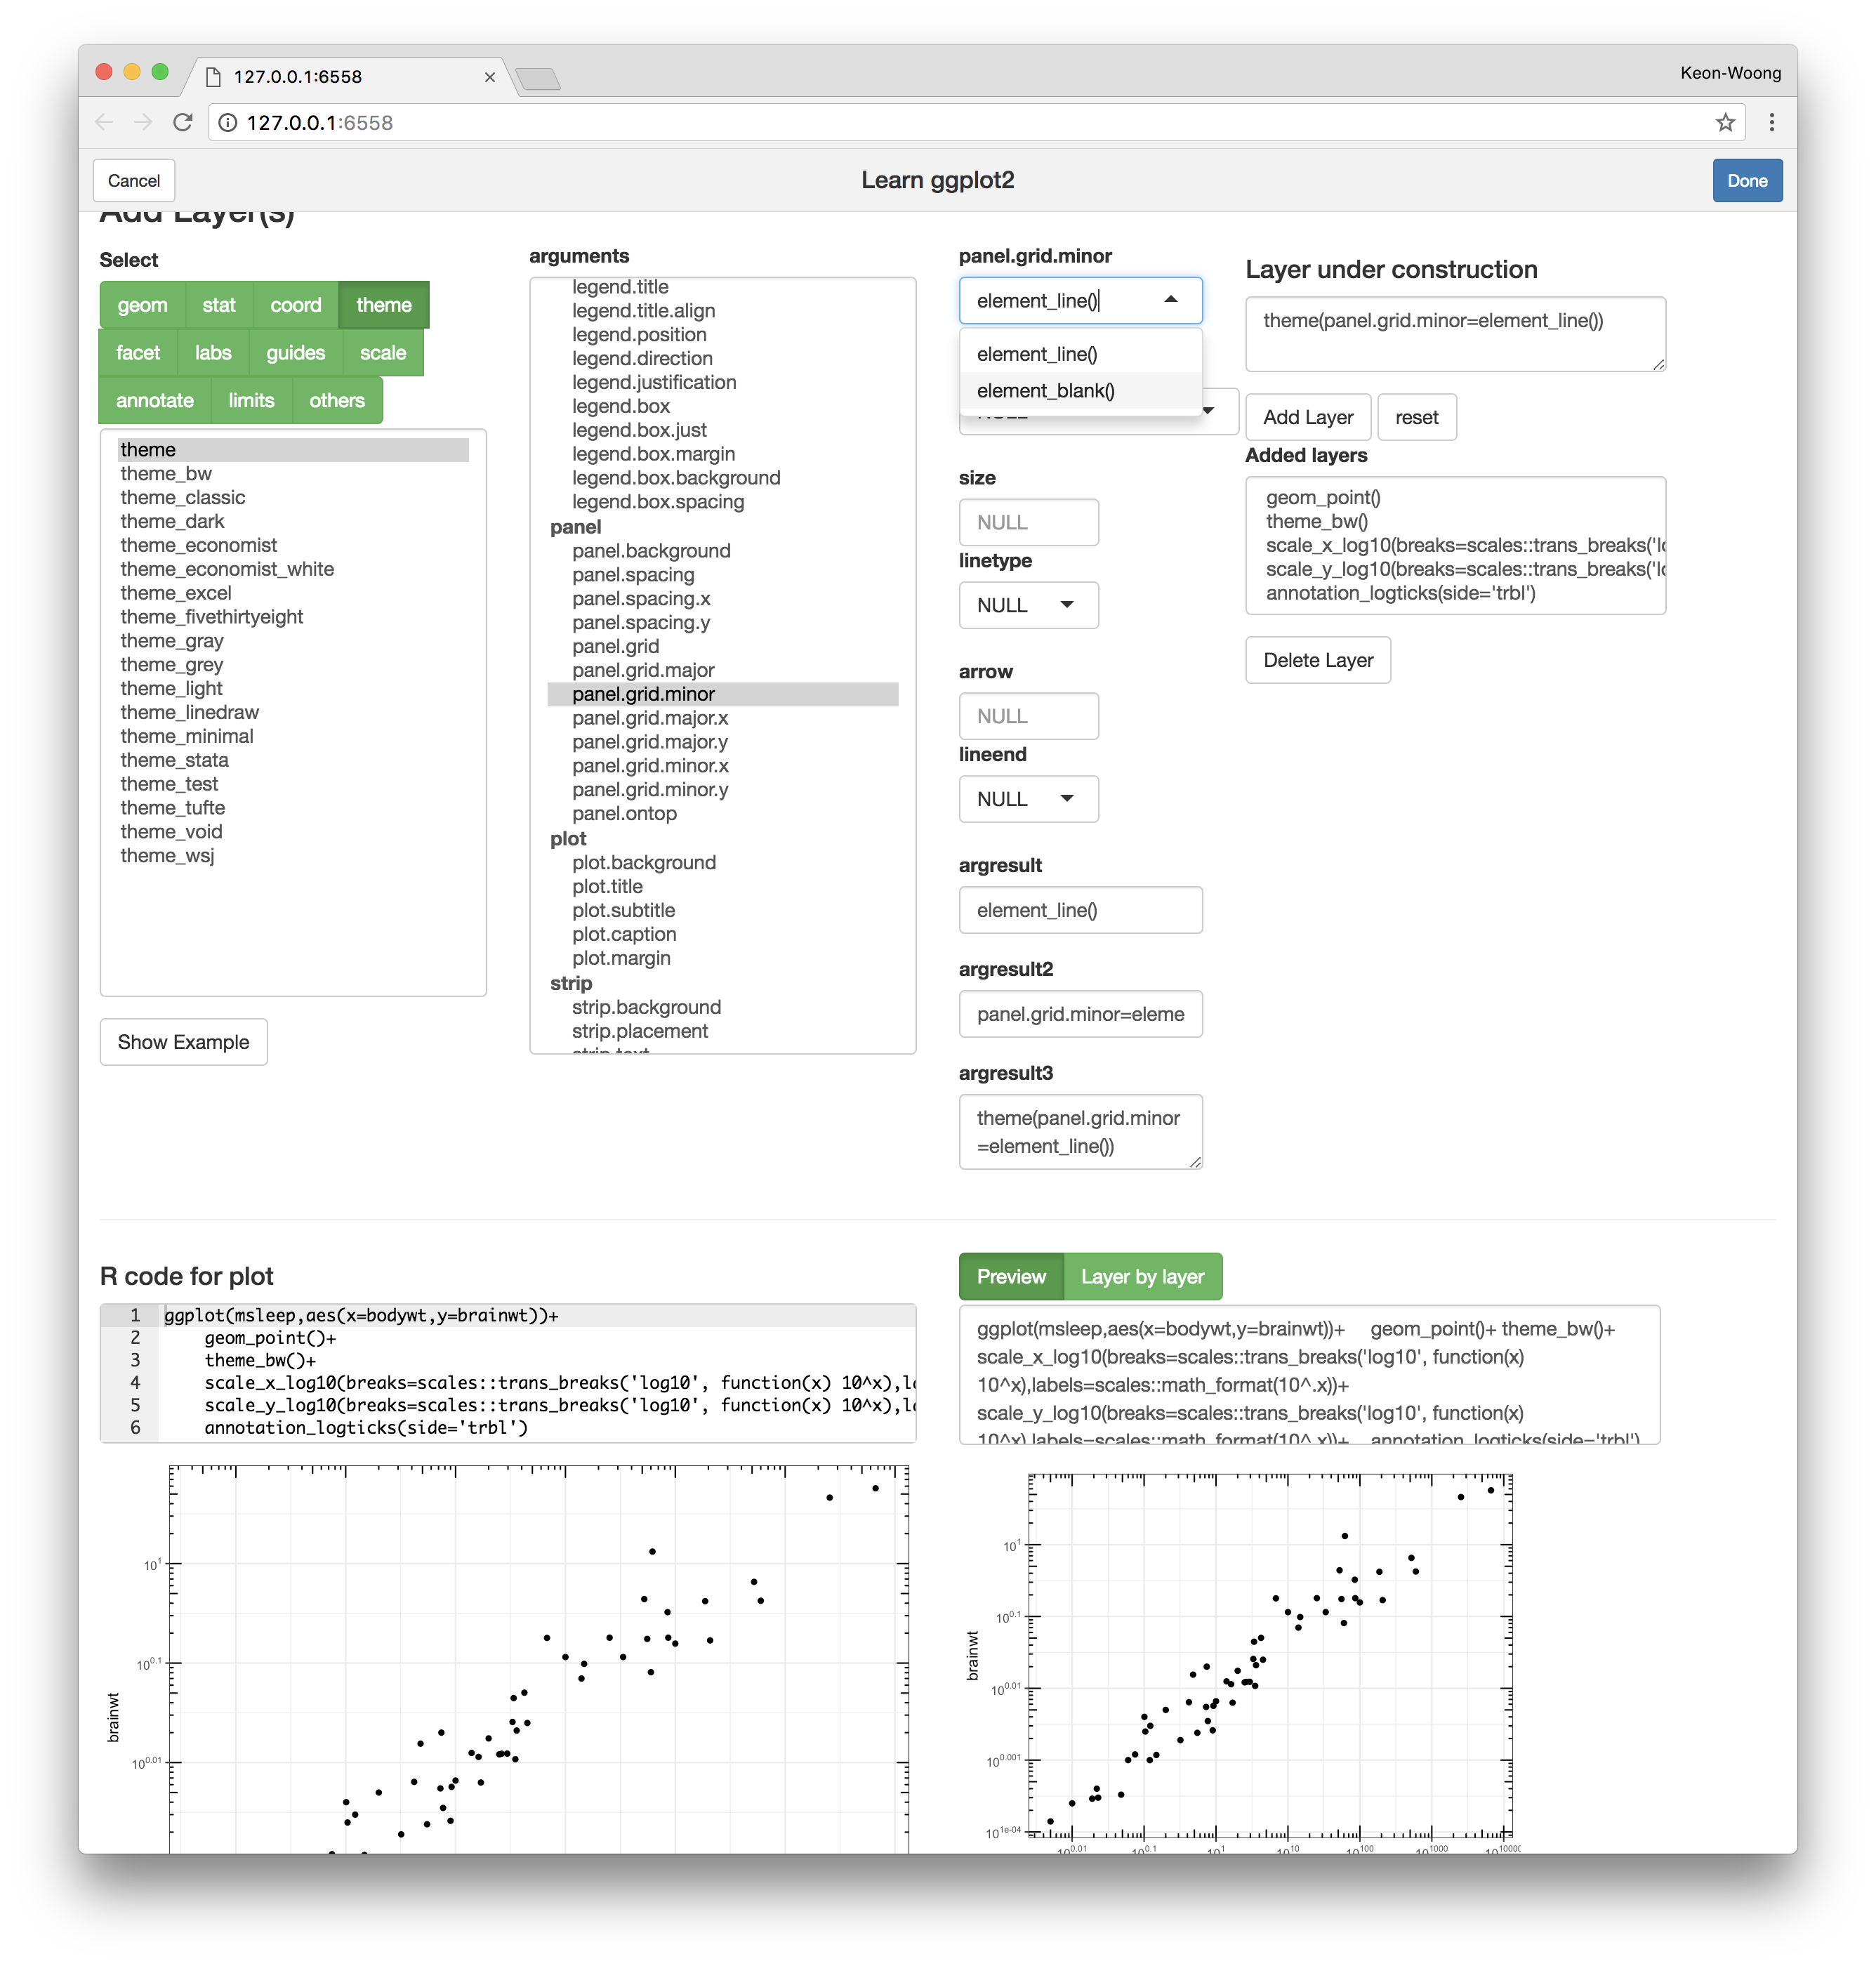 127.0.0.1:6558
Keon-Woong
127.0.0.1:6558
Cancel
Learn ggplot2
Done
Add Layer(s)
Select
geom stat coord theme
facet labs guides scale
annotate limits others
theme
theme_bw
theme_classic
theme_dark
theme_economist
theme_economist_white
theme_excel
theme_fivethirtyeight
theme_gray
theme_grey
theme_light
theme_linedraw
theme_minimal
theme_stata
theme_test
theme_tufte
theme_void
theme_wsj
Show Example
arguments
legend.title
legend.title.align
legend.position
legend.direction
legend.justification
legend.box
legend.box.just
legend.box.margin
legend.box.background
legend.box.spacing
panel
panel.background
panel.spacing
panel.spacing.x
panel.spacing.y
panel.grid
panel.grid.major
panel.grid.minor
panel.grid.major.x
panel.grid.major.y
panel.grid.minor.x
panel.grid.minor.y
panel.ontop
plot
plot.background
plot.title
plot.subtitle
plot.caption
plot.margin
strip
strip.background
strip.placement
strip.text
panel.grid.minor
element_line()
element_line()
element_blank()
NULL
size
NULL
linetype
NULL
arrow
NULL
lineend
NULL
argresult
element_line()
argresult2
panel.grid.minor=eleme
argresult3
theme(panel.grid.minor
=element_line())
Layer under construction
theme(panel.grid.minor=element_line())
Add Layer reset
Added layers
geom_point()
theme_bw()
scale_x_log10(breaks=scales::trans_breaks('lo
scale_y_log10(breaks=scales::trans_breaks('lo
annotation_logticks(side='trbl')
Delete Layer
R code for plot
1 ggplot(msleep,aes(x=bodywt,y=brainwt))+
2 geom_point()+
3 theme_bw()+
4 scale_x_log10(breaks=scales::trans_breaks('log10', function(x) 10^x),l
5 scale_y_log10(breaks=scales::trans_breaks('log10', function(x) 10^x),l
6 annotation_logticks(side='trbl')
10^1
10^0.1
10^0.01
brainwt
Preview Layer by layer
ggplot(msleep,aes(x=bodywt,y=brainwt))+ geom_point()+ theme_bw()+
scale_x_log10(breaks=scales::trans_breaks('log10', function(x)
10^x),labels=scales::math_format(10^.x))+
scale_y_log10(breaks=scales::trans_breaks('log10', function(x)
10^x),labels=scales::math_format(10^.x))+ annotation_logticks(side='trbl')
10^1
10^0.1
10^0.01
10^0.001
10^1e-04
brainwt
10^0.01 10^0.1 10^1 10^10 10^100 10^1000 10^10000